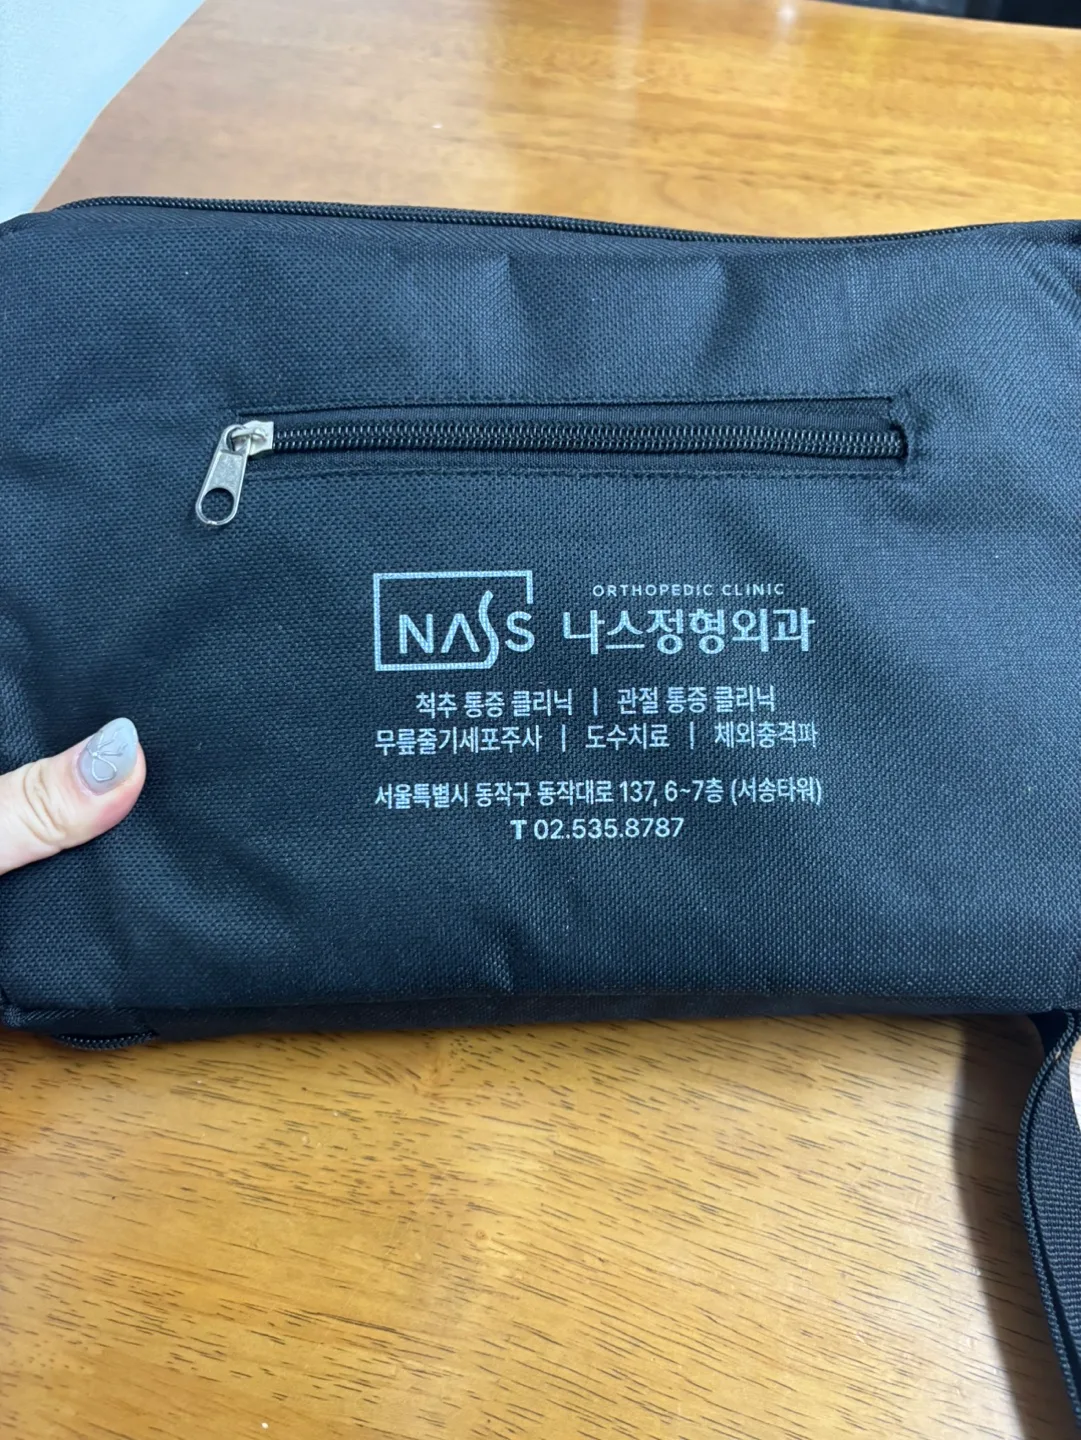 NASS
ORTHOPEDIC CLINIC
나스정형외과
척추 통증 클리닉 | 관절 통증 클리닉
무릎줄기세포주사 | 도수치료 | 체외충격파
서울특별시 동작구 동작대로 137, 6~7층 (서송타워)
T 02.535.8787